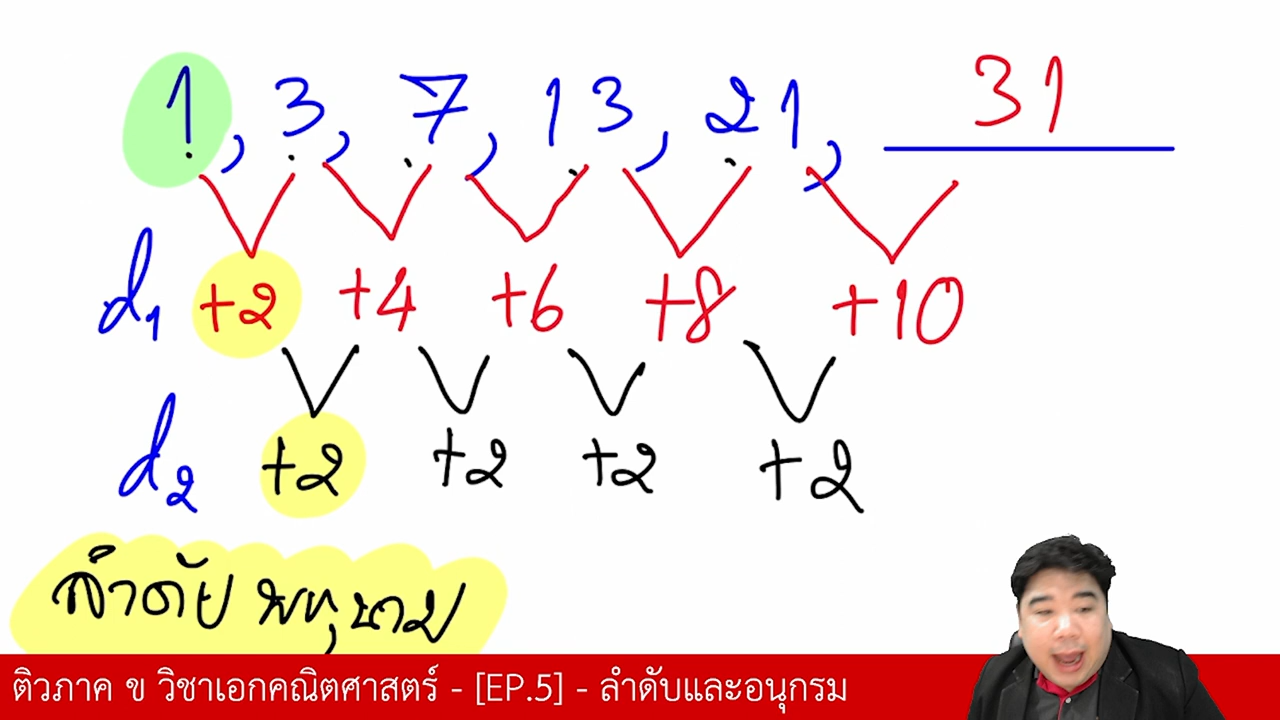 1, 3, 7, 13, 21, 31
d1 +2 +4 +6 +8 +10
d2 +2 +2 +2 +2
ลำดับ พหุนาม
ติวภาค ข วิชาเอกคณิตศาสตร์ - [EP.5] - ลำดับและอนุกรม